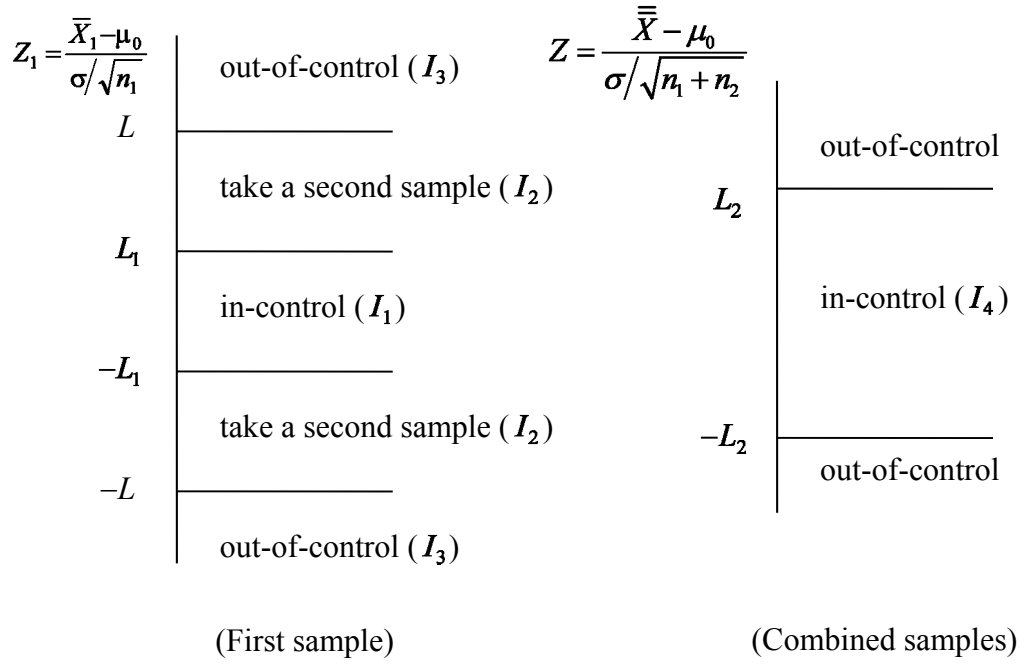 Z₁ = (X̄₁ − μ₀) / (σ/√n₁)
out-of-control (I₃)
L
take a second sample (I₂)
L₁
in-control (I₁)
−L₁
take a second sample (I₂)
−L
out-of-control (I₃)
(First sample)
Z = (X̿ − μ₀) / (σ/√(n₁ + n₂))
out-of-control
L₂
in-control (I₄)
−L₂
out-of-control
(Combined samples)